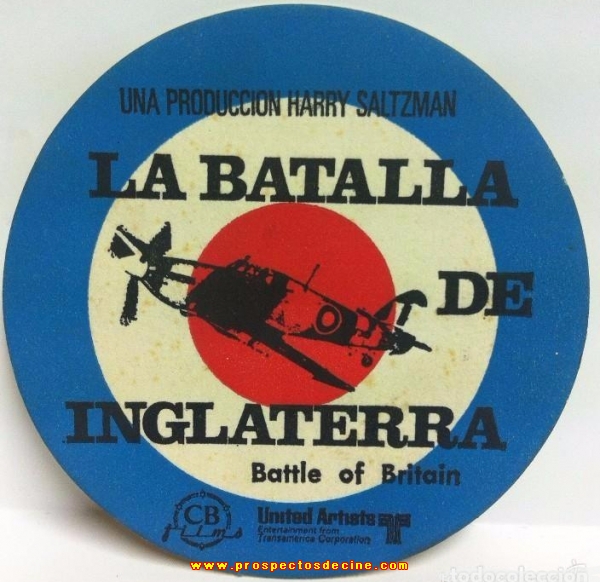 UNA PRODUCCION HARRY SALTZMAN
LA BATALLA
DE
INGLATERRA
Battle of Britain
CB
films
United Artists
Entertainment from
Transamerica Corporation
todocoleccion
www.prospectosdecine.com